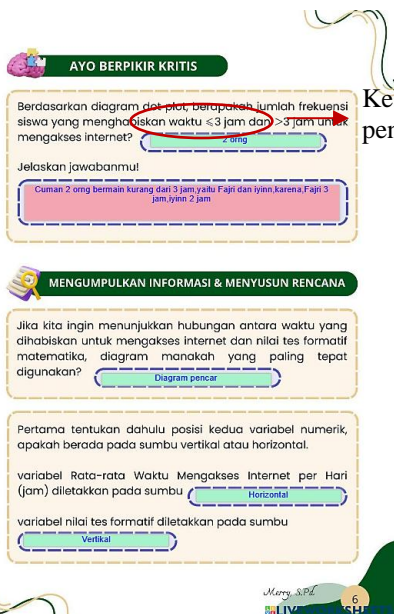 AYO BERPIKIR KRITIS
Berdasarkan diagram dot plot, berapakah jumlah frekuensi
siswa yang menghabiskan waktu ⩽3 jam dan >3 jam untuk
mengakses internet?
2 orng
Jelaskan jawabanmu!
Cuman 2 orng bermain kurang dari 3 jam,yaitu Fajri dan iyinn,karena,Fajri 3
jam,iyinn 2 jam
MENGUMPULKAN INFORMASI & MENYUSUN RENCANA
Jika kita ingin menunjukkan hubungan antara waktu yang
dihabiskan untuk mengakses internet dan nilai tes formatif
matematika, diagram manakah yang paling tepat
digunakan?
Diagram pencar
Pertama tentukan dahulu posisi kedua variabel numerik,
apakah berada pada sumbu vertikal atau horizontal.
variabel Rata-rata Waktu Mengakses Internet per Hari
(jam) diletakkan pada sumbu
Horizontal
variabel nilai tes formatif diletakkan pada sumbu
Vertikal
Merry, S.Pd.
6